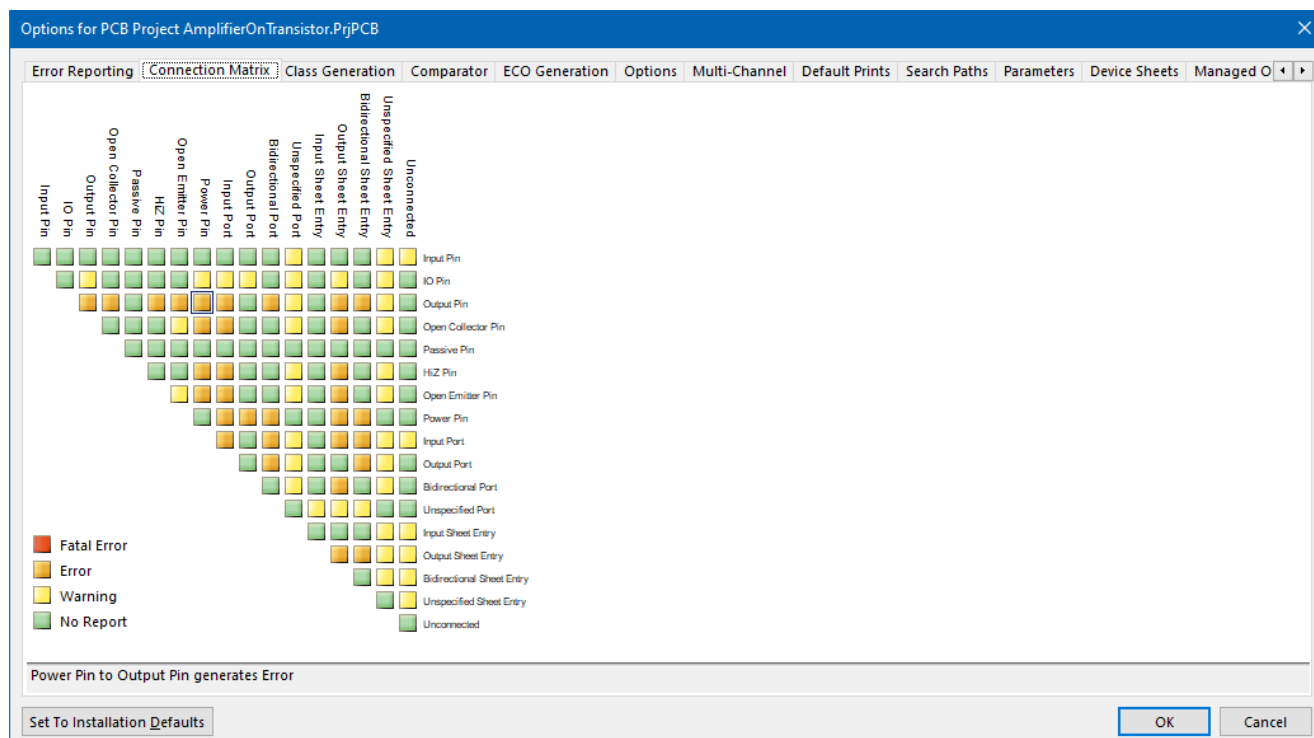 Options for PCB Project AmplifierOnTransistor.PrjPCB
Error Reporting Connection Matrix Class Generation Comparator ECO Generation Options Multi-Channel Default Prints Search Paths Parameters Device Sheets Managed O
Input Pin
IO Pin
Output Pin
Open Collector Pin
Passive Pin
HiZ Pin
Open Emitter Pin
Power Pin
Input Port
Output Port
Bidirectional Port
Unspecified Port
Input Sheet Entry
Output Sheet Entry
Bidirectional Sheet Entry
Unspecified Sheet Entry
Unconnected
Input Pin
IO Pin
Output Pin
Open Collector Pin
Passive Pin
HiZ Pin
Open Emitter Pin
Power Pin
Input Port
Output Port
Bidirectional Port
Unspecified Port
Input Sheet Entry
Output Sheet Entry
Bidirectional Sheet Entry
Unspecified Sheet Entry
Unconnected
Fatal Error
Error
Warning
No Report
Power Pin to Output Pin generates Error
Set To Installation Defaults OK Cancel